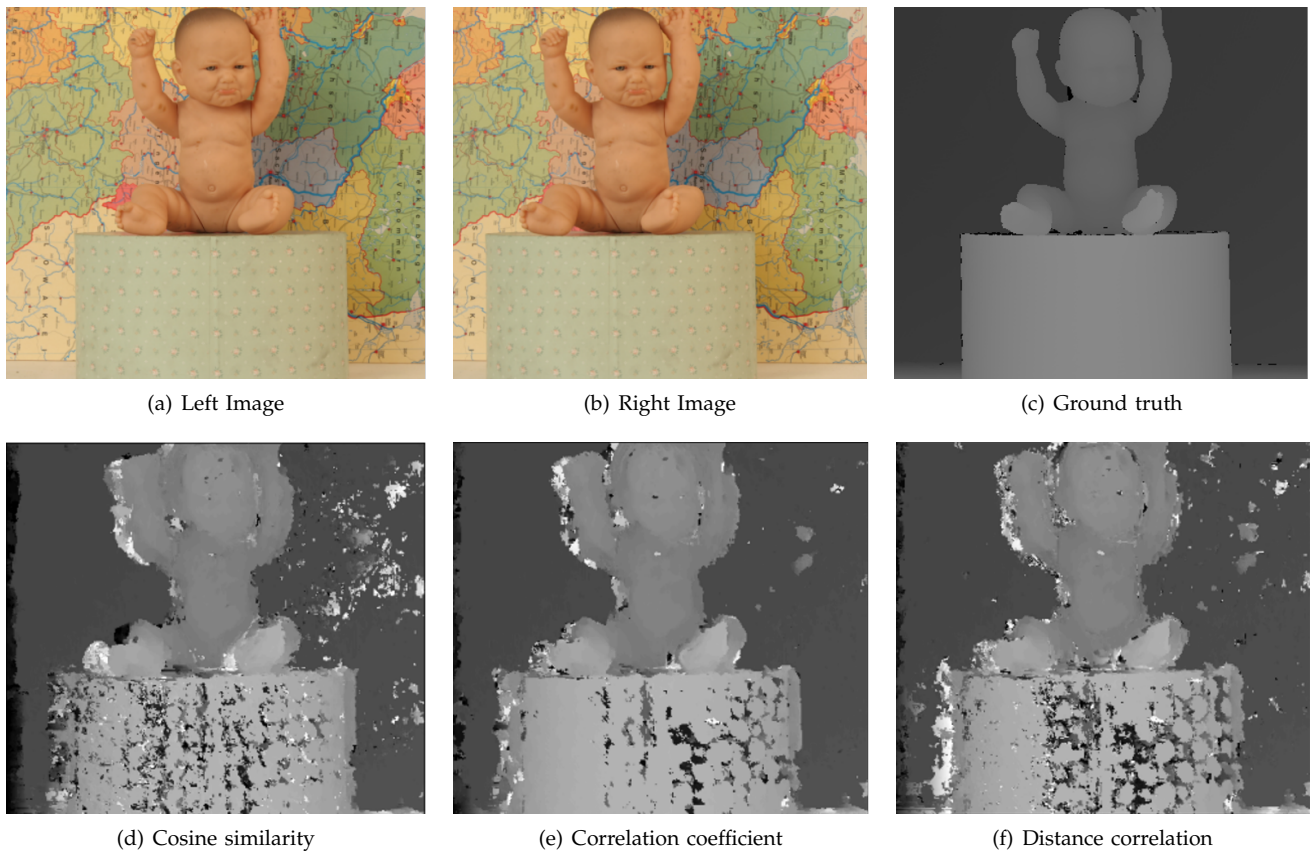 (a) Left Image
(b) Right Image
(c) Ground truth
(d) Cosine similarity
(e) Correlation coefficient
(f) Distance correlation